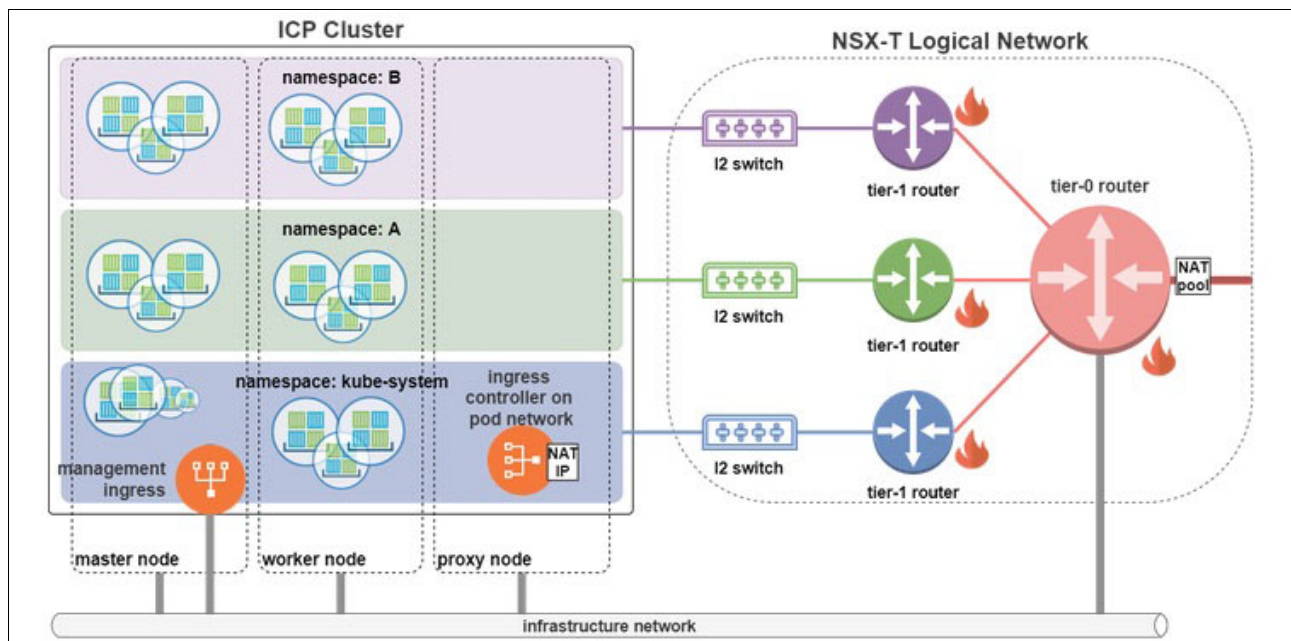 ICP Cluster
NSX-T Logical Network
namespace: B
l2 switch
tier-1 router
tier-0 router
namespace: A
l2 switch
tier-1 router
NAT
pool
namespace: kube-system
ingress
controller on
pod network
management
ingress
NAT
IP
l2 switch
tier-1 router
master node
worker node
proxy node
infrastructure network